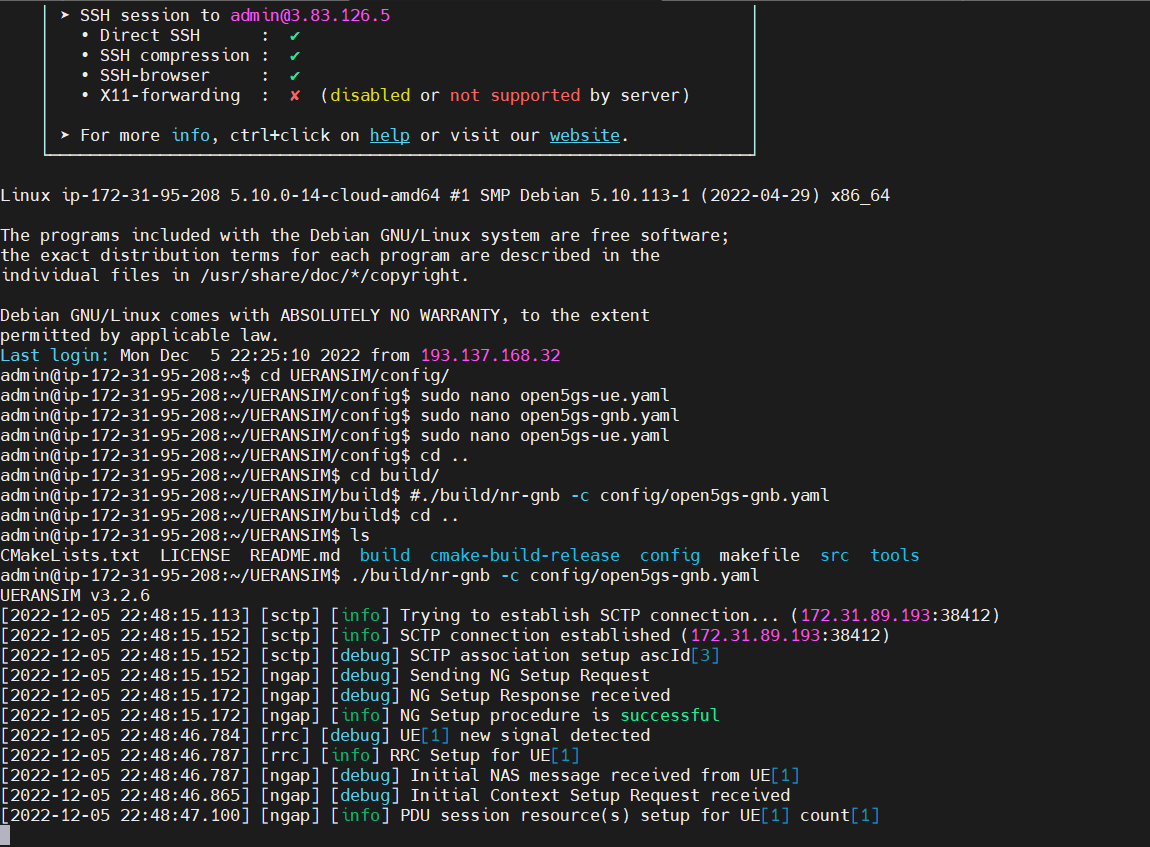 ➤ SSH session to admin@3.83.126.5
• Direct SSH      :  ✔
• SSH compression :  ✔
• SSH-browser     :  ✔
• X11-forwarding  :  ✘  (disabled or not supported by server)
➤ For more info, ctrl+click on help or visit our website.
Linux ip-172-31-95-208 5.10.0-14-cloud-amd64 #1 SMP Debian 5.10.113-1 (2022-04-29) x86_64
The programs included with the Debian GNU/Linux system are free software;
the exact distribution terms for each program are described in the
individual files in /usr/share/doc/*/copyright.
Debian GNU/Linux comes with ABSOLUTELY NO WARRANTY, to the extent
permitted by applicable law.
Last login: Mon Dec  5 22:25:10 2022 from 193.137.168.32
admin@ip-172-31-95-208:~$ cd UERANSIM/config/
admin@ip-172-31-95-208:~/UERANSIM/config$ sudo nano open5gs-ue.yaml
admin@ip-172-31-95-208:~/UERANSIM/config$ sudo nano open5gs-gnb.yaml
admin@ip-172-31-95-208:~/UERANSIM/config$ sudo nano open5gs-ue.yaml
admin@ip-172-31-95-208:~/UERANSIM/config$ cd ..
admin@ip-172-31-95-208:~/UERANSIM$ cd build/
admin@ip-172-31-95-208:~/UERANSIM/build$ #./build/nr-gnb -c config/open5gs-gnb.yaml
admin@ip-172-31-95-208:~/UERANSIM/build$ cd ..
admin@ip-172-31-95-208:~/UERANSIM$ ls
CMakeLists.txt  LICENSE  README.md  build  cmake-build-release  config  makefile  src  tools
admin@ip-172-31-95-208:~/UERANSIM$ ./build/nr-gnb -c config/open5gs-gnb.yaml
UERANSIM v3.2.6
[2022-12-05 22:48:15.113] [sctp] [info] Trying to establish SCTP connection... (172.31.89.193:38412)
[2022-12-05 22:48:15.152] [sctp] [info] SCTP connection established (172.31.89.193:38412)
[2022-12-05 22:48:15.152] [sctp] [debug] SCTP association setup ascId[3]
[2022-12-05 22:48:15.152] [ngap] [debug] Sending NG Setup Request
[2022-12-05 22:48:15.172] [ngap] [debug] NG Setup Response received
[2022-12-05 22:48:15.172] [ngap] [info] NG Setup procedure is successful
[2022-12-05 22:48:46.784] [rrc] [debug] UE[1] new signal detected
[2022-12-05 22:48:46.787] [rrc] [info] RRC Setup for UE[1]
[2022-12-05 22:48:46.787] [ngap] [debug] Initial NAS message received from UE[1]
[2022-12-05 22:48:46.865] [ngap] [debug] Initial Context Setup Request received
[2022-12-05 22:48:47.100] [ngap] [info] PDU session resource(s) setup for UE[1] count[1]